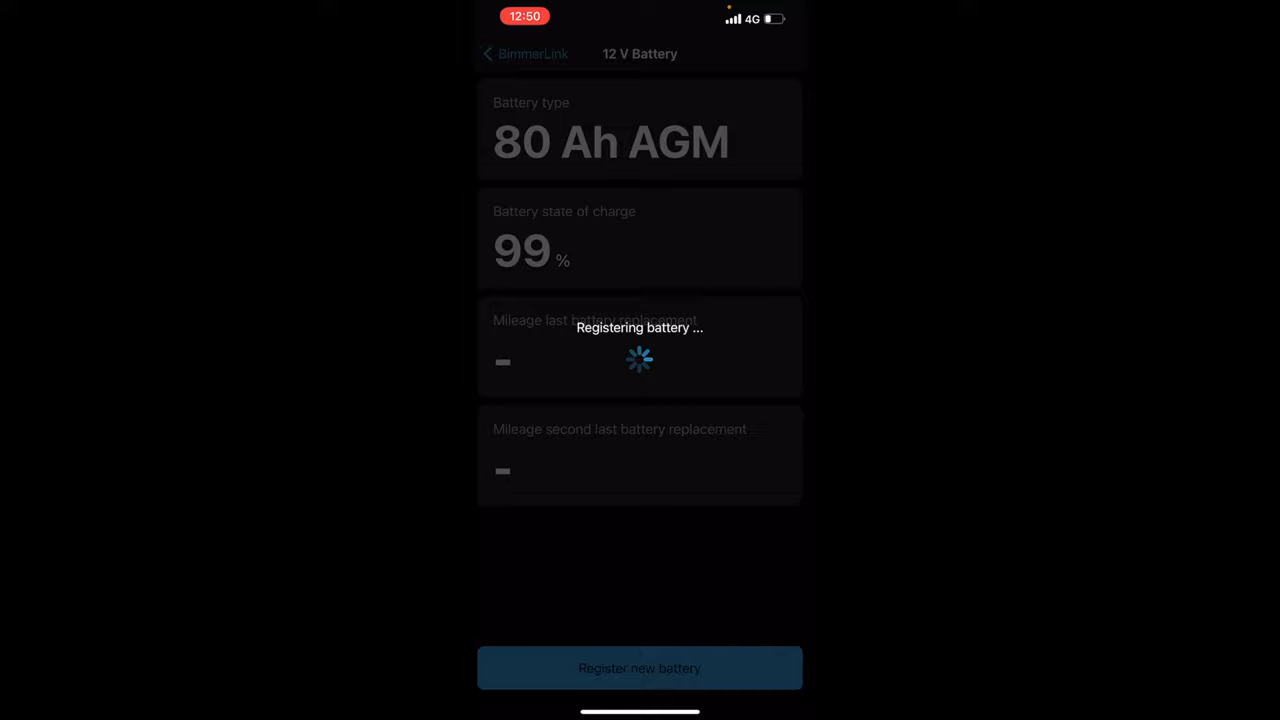 12:50
4G
BimmerLink
12 V Battery
Battery type
80 Ah AGM
Battery state of charge
99 %
Mileage last battery replacement
Registering battery ...
-
Mileage second last battery replacement
-
Register new battery